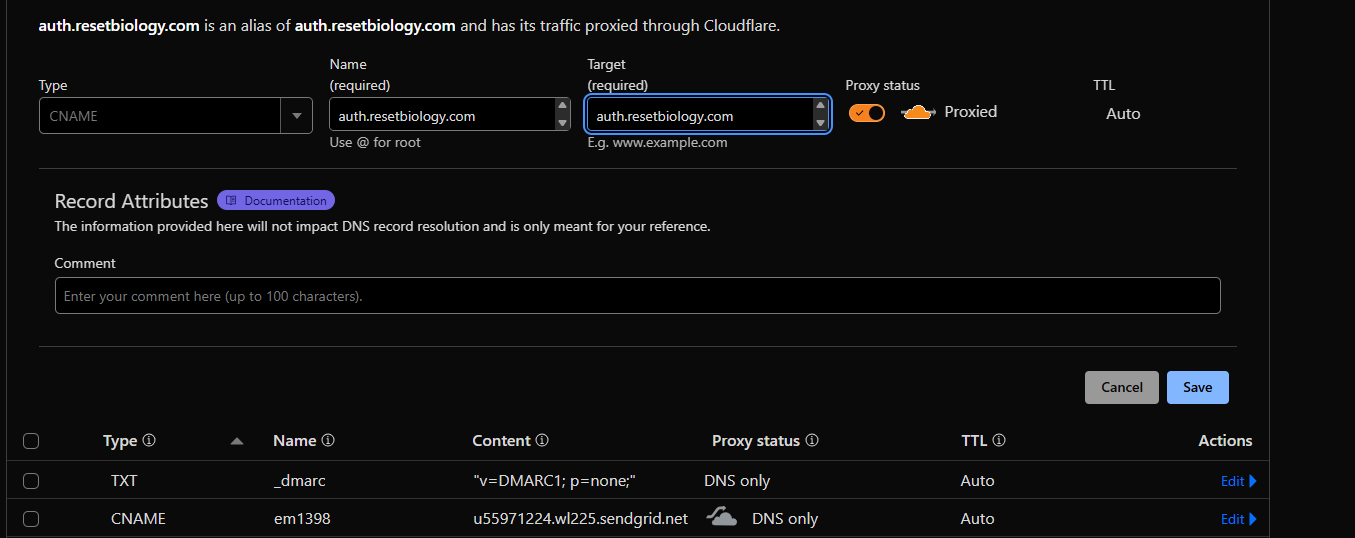 auth.resetbiology.com is an alias of auth.resetbiology.com and has its traffic proxied through Cloudflare.
Type
Name
(required)
Target
(required)
Proxy status
TTL
CNAME
auth.resetbiology.com
auth.resetbiology.com
Proxied
Auto
Use @ for root
E.g. www.example.com
Record Attributes
Documentation
The information provided here will not impact DNS record resolution and is only meant for your reference.
Comment
Enter your comment here (up to 100 characters).
Cancel
Save
Type Name Content Proxy status TTL Actions
TXT _dmarc "v=DMARC1; p=none;" DNS only Auto Edit
CNAME em1398 u55971224.wl225.sendgrid.net DNS only Auto Edit